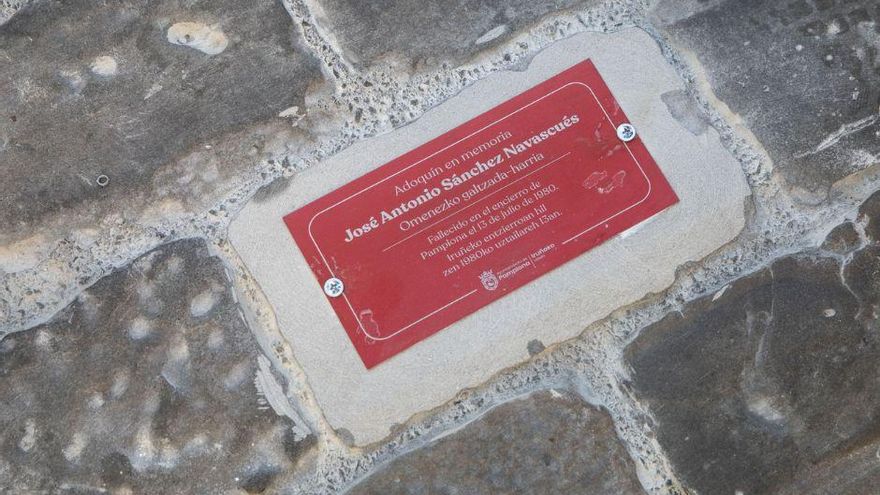 Adoquín en memoria
José Antonio Sánchez Navascués
Omenezko galtzada-harria
Fallecido en el encierro de
Pamplona el 13 de julio de 1980.
Iruñeko entzierroan hil
zen 1980ko uztailareh 13an.
Ayuntamiento de
Pamplona
Iruñeko
Udala